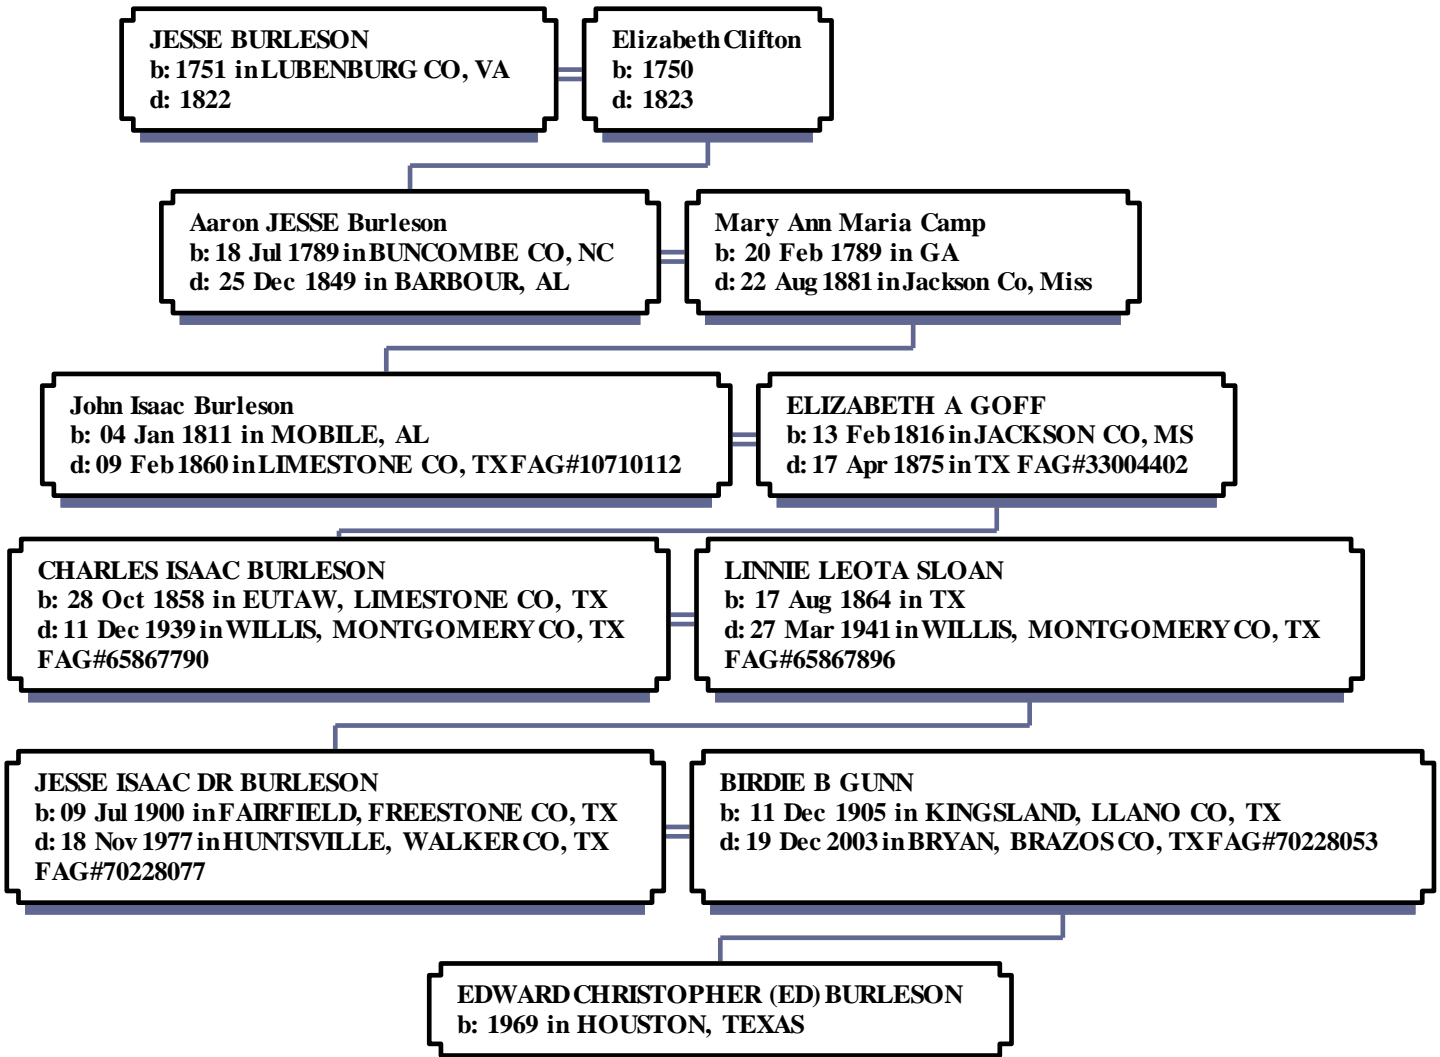 JESSE BURLESON
b: 1751 in LUBENBURG CO, VA
d: 1822
Elizabeth Clifton
b: 1750
d: 1823
Aaron JESSE Burleson
b: 18 Jul 1789 in BUNCOMBE CO, NC
d: 25 Dec 1849 in BARBOUR, AL
Mary Ann Maria Camp
b: 20 Feb 1789 in GA
d: 22 Aug 1881 in Jackson Co, Miss
John Isaac Burleson
b: 04 Jan 1811 in MOBILE, AL
d: 09 Feb 1860 in LIMESTONE CO, TX FAG#10710112
ELIZABETH A GOFF
b: 13 Feb 1816 in JACKSON CO, MS
d: 17 Apr 1875 in TX FAG#33004402
CHARLES ISAAC BURLESON
b: 28 Oct 1858 in EUTAW, LIMESTONE CO, TX
d: 11 Dec 1939 in WILLIS, MONTGOMERY CO, TX
FAG#65867790
LINNIE LEOTA SLOAN
b: 17 Aug 1864 in TX
d: 27 Mar 1941 in WILLIS, MONTGOMERY CO, TX
FAG#65867896
JESSE ISAAC DR BURLESON
b: 09 Jul 1900 in FAIRFIELD, FREESTONE CO, TX
d: 18 Nov 1977 in HUNTSVILLE, WALKER CO, TX
FAG#70228077
BIRDIE B GUNN
b: 11 Dec 1905 in KINGSLAND, LLANO CO, TX
d: 19 Dec 2003 in BRYAN, BRAZOS CO, TX FAG#70228053
EDWARD CHRISTOPHER (ED) BURLESON
b: 1969 in HOUSTON, TEXAS